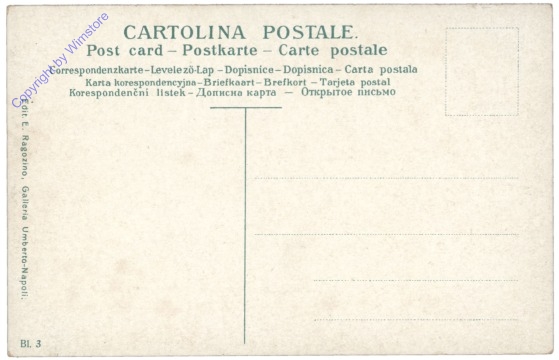 CARTOLINA POSTALE.
Post card – Postkarte – Carte postale
Correspondenzkarte – Levelező-Lap – Dopisnice – Dopisnica – Carta postala
Karta korespondencyjna – Briefkaart – Brefkort – Tarjeta postal
Korespondenční lístek – Дописна карта — Открытое письмо
Copyright by Wimstore
Edit. E. Ragozino, Galleria Umberto-Napoli.
Bl. 3